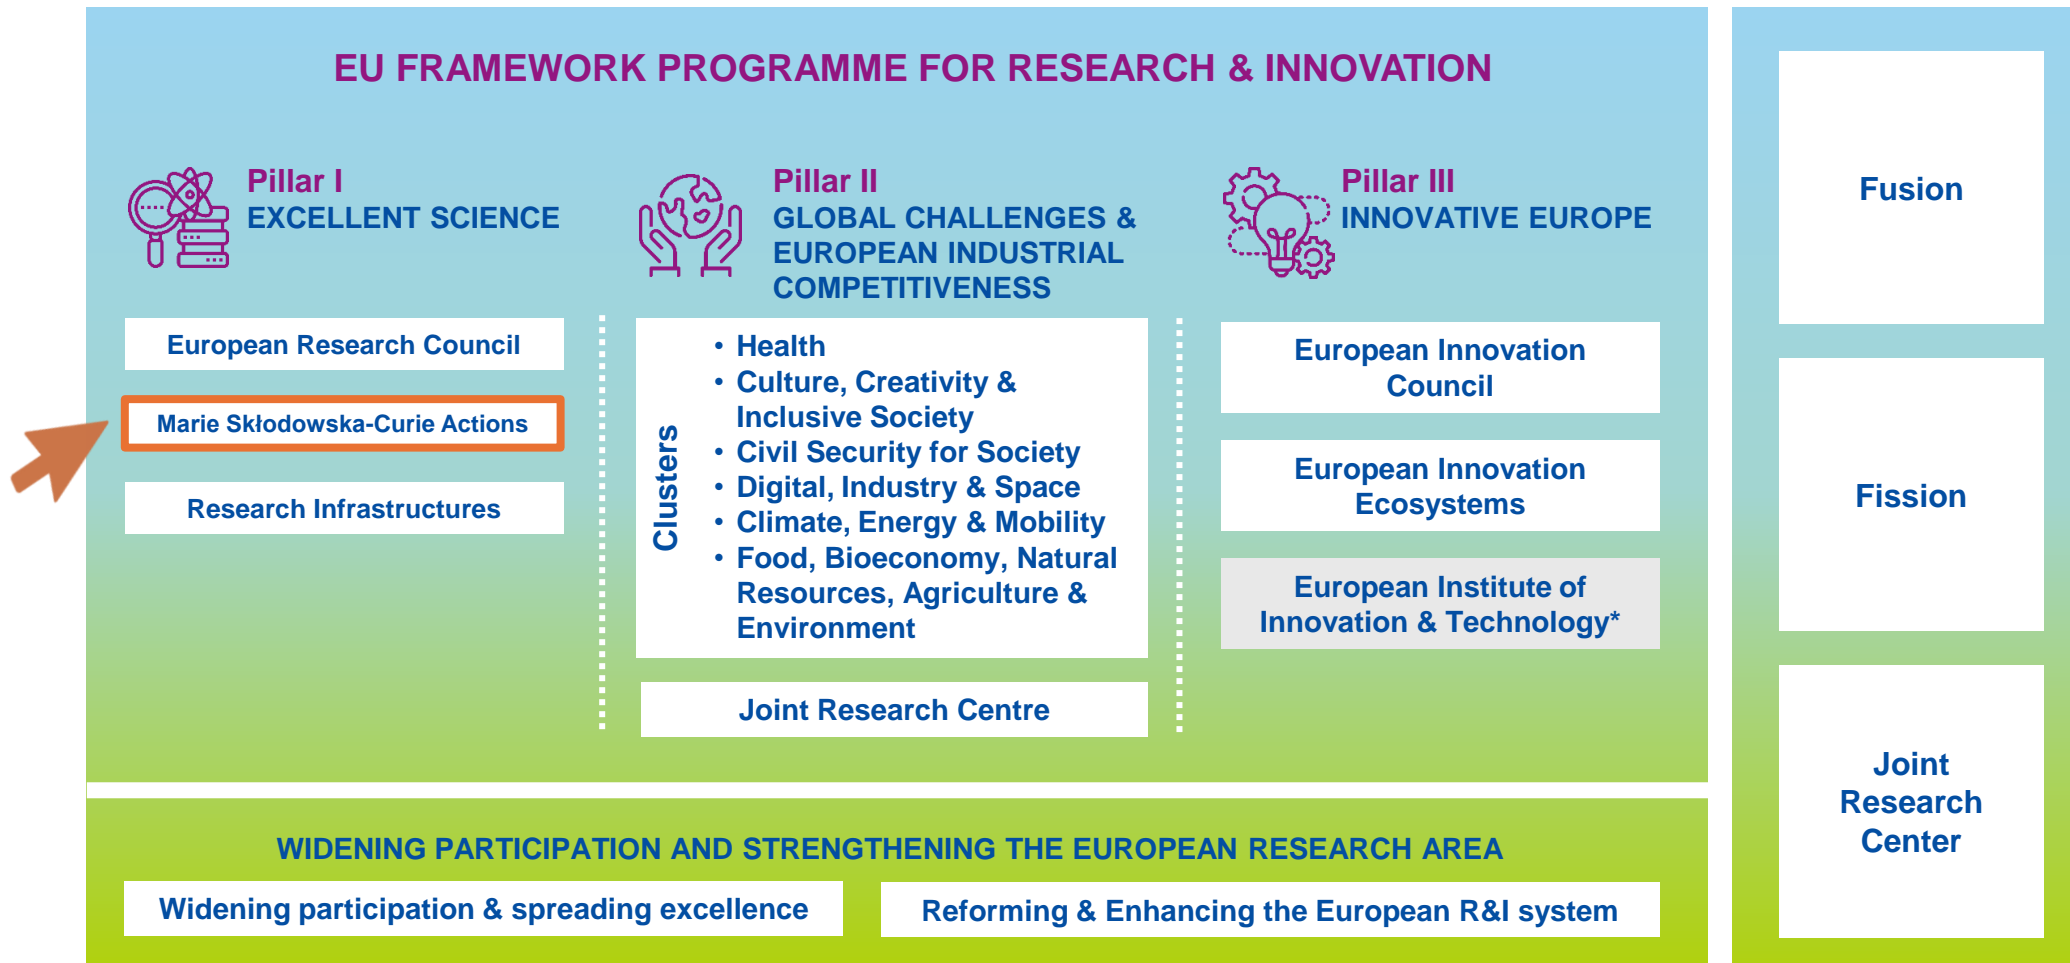 EU FRAMEWORK PROGRAMME FOR RESEARCH & INNOVATION
Pillar I
EXCELLENT SCIENCE
European Research Council
Marie Skłodowska-Curie Actions
Research Infrastructures
Pillar II
GLOBAL CHALLENGES &
EUROPEAN INDUSTRIAL
COMPETITIVENESS
Clusters
• Health
• Culture, Creativity &
Inclusive Society
• Civil Security for Society
• Digital, Industry & Space
• Climate, Energy & Mobility
• Food, Bioeconomy, Natural
Resources, Agriculture &
Environment
Joint Research Centre
Pillar III
INNOVATIVE EUROPE
European Innovation
Council
European Innovation
Ecosystems
European Institute of
Innovation & Technology*
WIDENING PARTICIPATION AND STRENGTHENING THE EUROPEAN RESEARCH AREA
Widening participation & spreading excellence
Reforming & Enhancing the European R&I system
Fusion
Fission
Joint
Research
Center